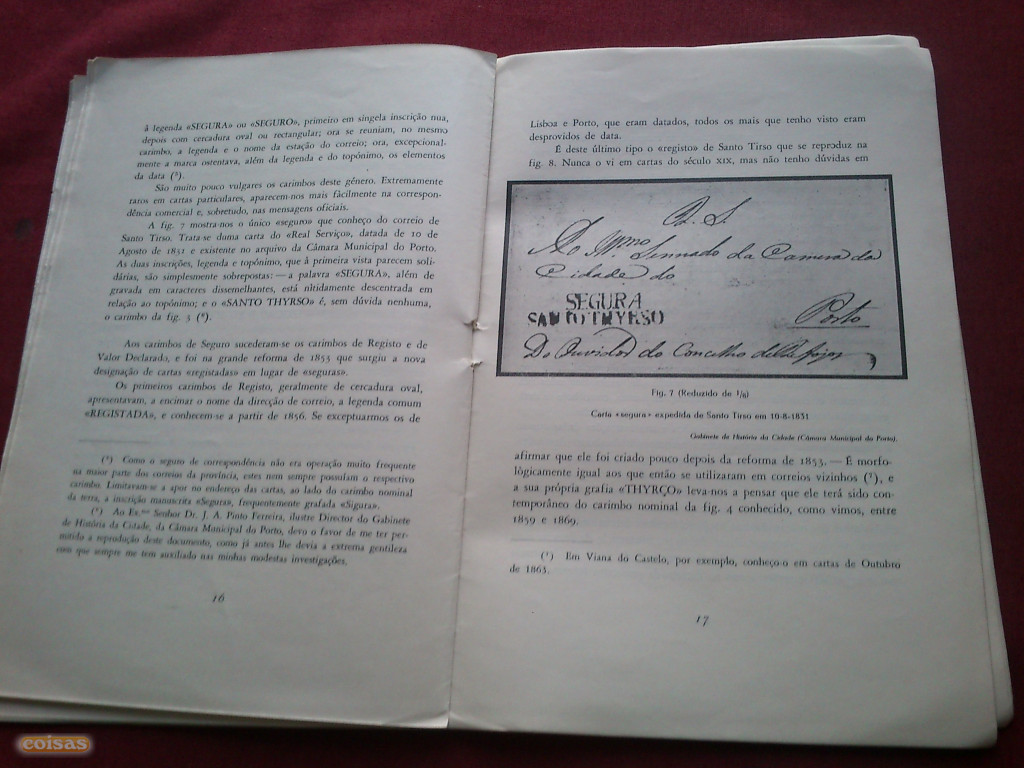 à legenda «SEGURA» ou «SEGURO», primeiro em singela inscrição nua,
depois com cercadura oval ou rectangular; ora se reuniam, no mesmo
carimbo, a legenda e o nome da estação do correio; ora, excepcional-
mente a marca ostentava, além da legenda e do topónimo, os elementos
da data (⁵).
São muito pouco vulgares os carimbos deste género. Extremamente
raros em cartas particulares, aparecem-nos mais fàcilmente na correspon-
dência comercial e, sobretudo, nas mensagens oficiais.
A fig. 7 mostra-nos o único «seguro» que conheço do correio de
Santo Tirso. Trata-se duma carta do «Real Serviço», datada de 10 de
Agosto de 1831 e existente no arquivo da Câmara Municipal do Porto.
As duas inscrições, legenda e topónimo, que à primeira vista parecem soli-
dárias, são simplesmente sobrepostas: — a palavra «SEGURA», além de
gravada em caracteres dissemelhantes, está nìtidamente descentrada em
relação ao topónimo; e o «SANTO THYRSO» é, sem dúvida nenhuma,
o carimbo da fig. 3 (⁶).
Aos carimbos de Seguro sucederam-se os carimbos de Registo e de
Valor Declarado, e foi na grande reforma de 1853 que surgiu a nova
designação de cartas «registadas» em lugar de «seguras».
Os primeiros carimbos de Registo, geralmente de cercadura oval,
apresentavam, a encimar o nome da direcção de correio, a legenda comum
«REGISTADA», e conhecem-se a partir de 1856. Se exceptuarmos os de
(⁵) Como o seguro de correspondência não era operação muito frequente
na maior parte dos correios da província, estes nem sempre possuíam o respectivo
carimbo. Limitavam-se a apor no endereço das cartas, ao lado do carimbo nominal
da terra, a inscrição manuscrita «Segura», frequentemente grafada «Sigura».
(⁶) Ao Ex.mo Senhor Dr. J. A. Pinto Ferreira, ilustre Director do Gabinete
de História da Cidade, da Câmara Municipal do Porto, devo o favor de me ter per-
mitido a reprodução deste documento, como já antes lhe devia a extrema gentileza
com que sempre me tem auxiliado nas minhas modestas investigações.
16
Lisboa e Porto, que eram datados, todos os mais que tenho visto eram
desprovidos de data.
É deste último tipo o «registo» de Santo Tirso que se reproduz na
fig. 8. Nunca o vi em cartas do século XIX, mas não tenho dúvidas em
R. S.
Ao Ill.mo Sennado da Camera da
Cidade do
SEGURA
SANTO THYRSO
Porto
Do Ouvidor do Concelho de
Fig. 7 (Reduzido de 1/8)
Carta «segura» expedida de Santo Tirso em 10-8-1831
Gabinete de História da Cidade (Câmara Municipal do Porto).
afirmar que ele foi criado pouco depois da reforma de 1853. — É morfo-
lògicamente igual aos que então se utilizaram em correios vizinhos (⁷), e
a sua própria grafia «THYRÇO» leva-nos a pensar que ele terá sido con-
temporâneo do carimbo nominal da fig. 4 conhecido, como vimos, entre
1859 e 1869.
(⁷) Em Viana do Castelo, por exemplo, conheço-o em cartas de Outubro
de 1863.
17
coisas